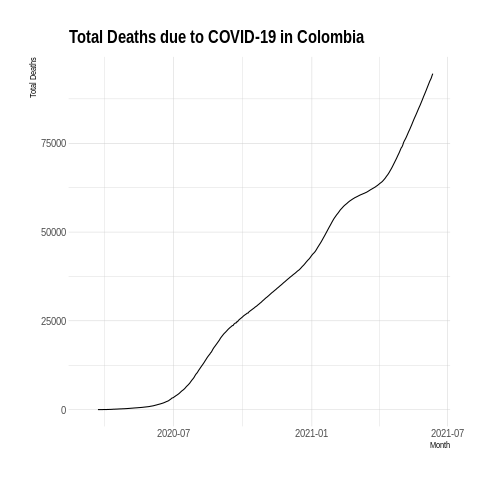 Total Deaths due to COVID-19 in Colombia
Total Deaths
75000
50000
25000
0
2020-07
2021-01
2021-07
Month